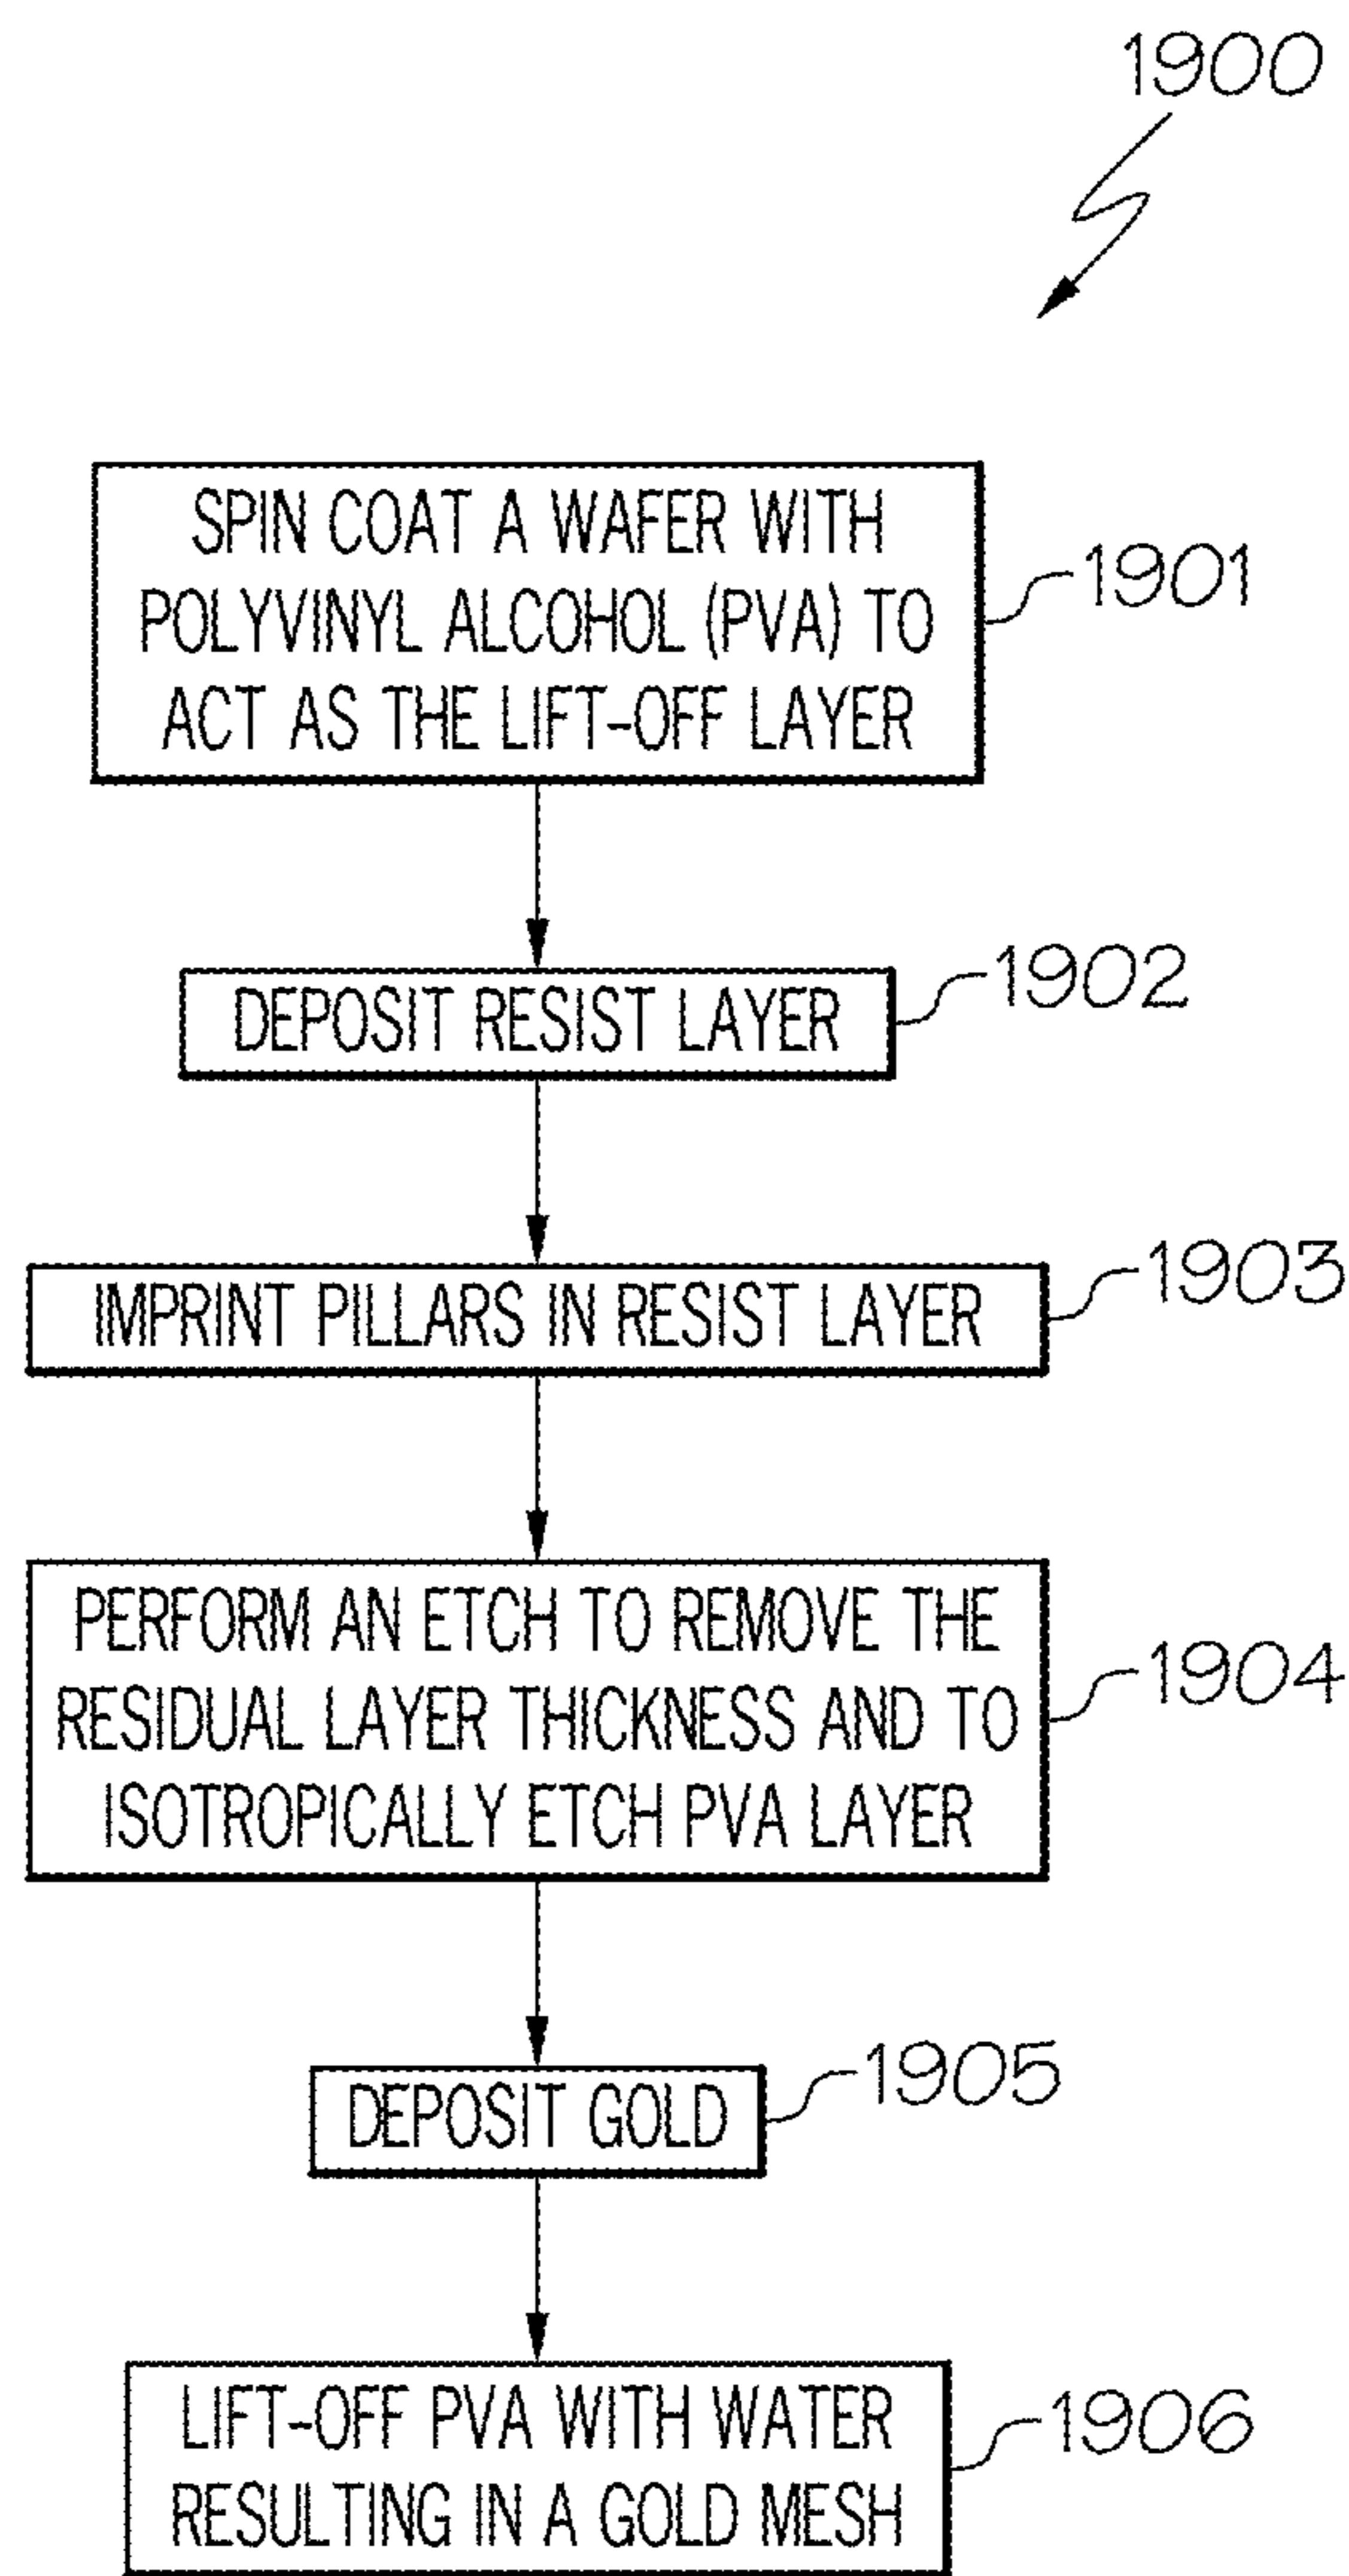 1900
SPIN COAT A WAFER WITH
POLYVINYL ALCOHOL (PVA) TO
ACT AS THE LIFT-OFF LAYER
1901
DEPOSIT RESIST LAYER
1902
IMPRINT PILLARS IN RESIST LAYER
1903
PERFORM AN ETCH TO REMOVE THE
RESIDUAL LAYER THICKNESS AND TO
ISOTROPICALLY ETCH PVA LAYER
1904
DEPOSIT GOLD
1905
LIFT-OFF PVA WITH WATER
RESULTING IN A GOLD MESH
1906